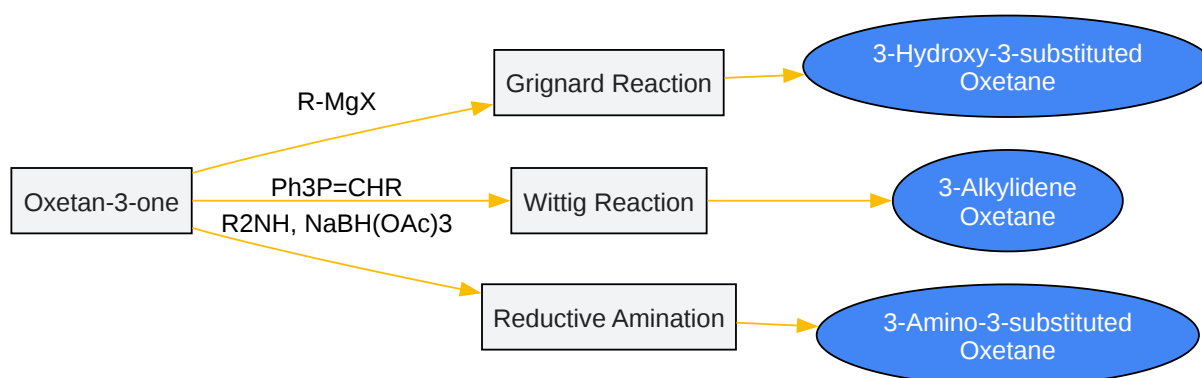 R-MgX
Grignard Reaction
3-Hydroxy-3-substituted
Oxetane
Oxetan-3-one
Ph3P=CHR
Wittig Reaction
3-Alkylidene
Oxetane
R2NH, NaBH(OAc)3
Reductive Amination
3-Amino-3-substituted
Oxetane